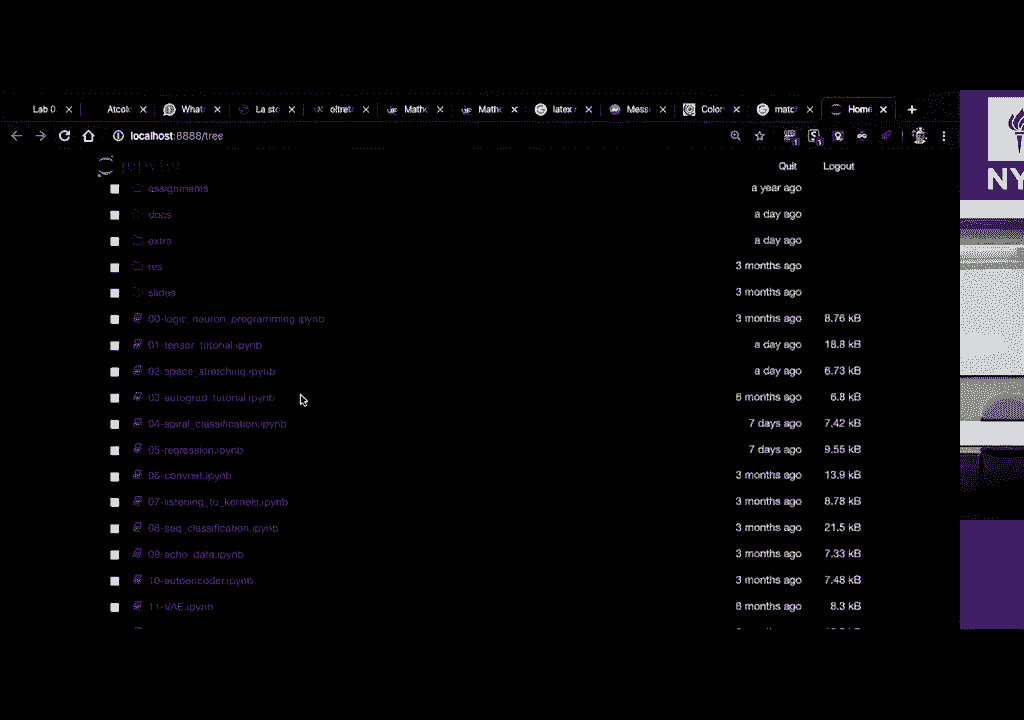 Lab 0 Atcold What La sto oltret Mathc Mathc latex r Mess Color matc Home
localhost:8888/tree
jupyter Quit Logout
assignments a year ago
docs a day ago
extra a day ago
res 3 months ago
slides 3 months ago
00-logic_neuron_programming.ipynb 3 months ago 8.76 kB
01-tensor_tutorial.ipynb a day ago 18.8 kB
02-space_stretching.ipynb a day ago 6.73 kB
03-autograd_tutorial.ipynb 6 months ago 6.8 kB
04-spiral_classification.ipynb 7 days ago 7.42 kB
05-regression.ipynb 7 days ago 9.55 kB
06-convnet.ipynb 3 months ago 13.9 kB
07-listening_to_kernels.ipynb 3 months ago 8.78 kB
08-seq_classification.ipynb 3 months ago 21.5 kB
09-echo_data.ipynb 3 months ago 7.33 kB
10-autoencoder.ipynb 3 months ago 7.48 kB
11-VAE.ipynb 6 months ago 8.3 kB
NY